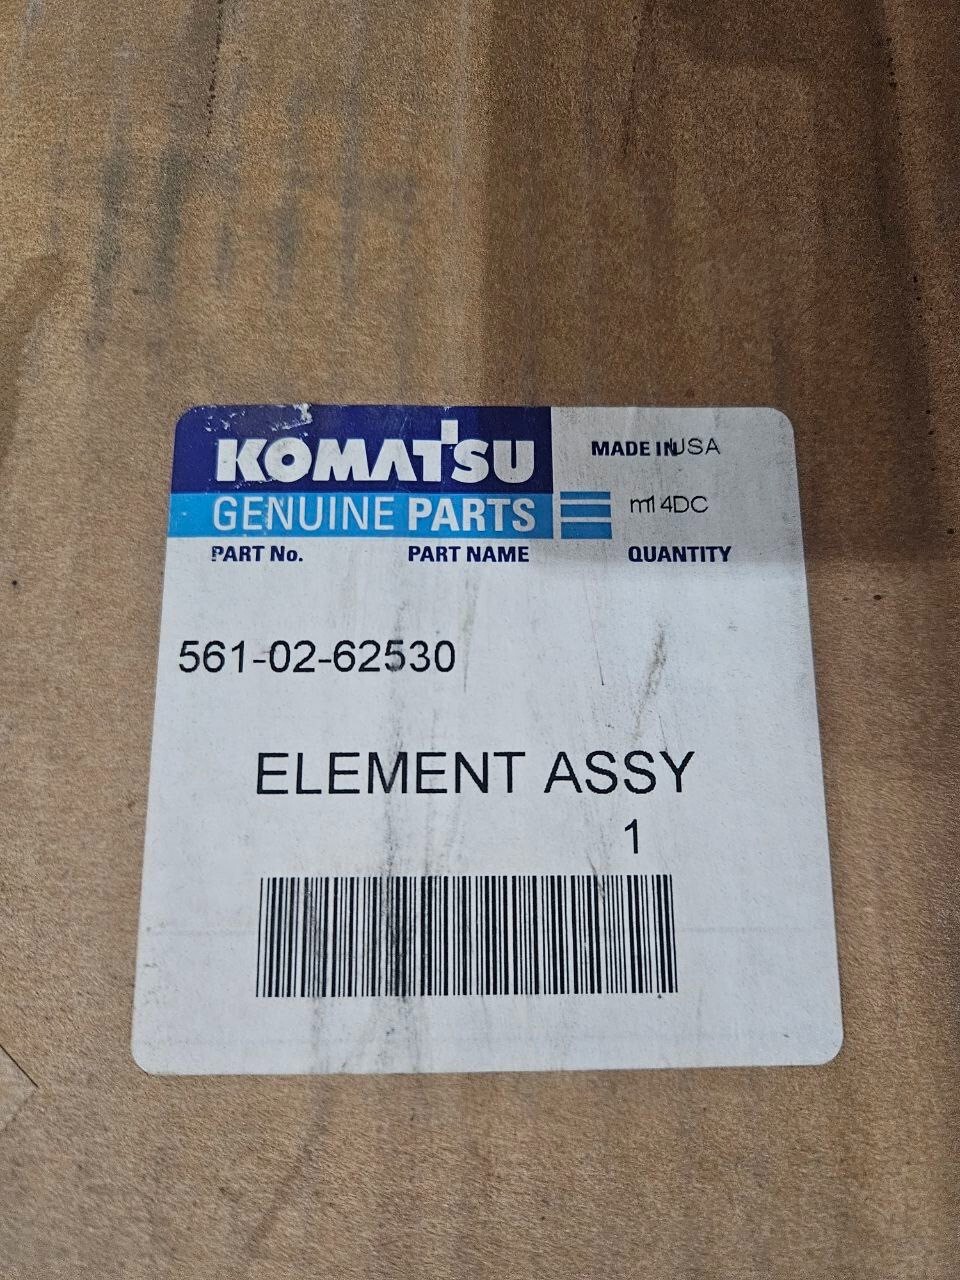 KOMATSU
MADE IN USA
GENUINE PARTS
m14DC
PART No. PART NAME QUANTITY
561-02-62530
ELEMENT ASSY
1